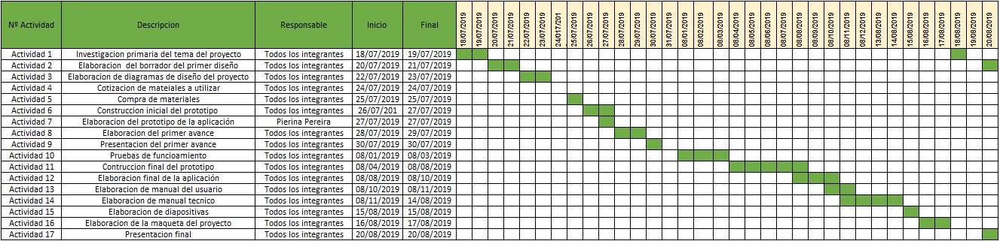 Nº Actividad Descripcion Responsable Inicio Final 18/07/2019 19/07/2019 20/07/2019 21/07/2019 22/07/2019 23/07/2019 24/017/201 25/07/2019 26/07/2019 27/07/2019 28/07/2019 29/07/2019 30/07/2019 31/07/2019 08/01/2019 08/02/2019 08/03/2019 08/04/2019 08/05/2019 08/06/2019 08/07/2019 08/08/2019 08/09/2019 08/10/2019 08/11/2019 08/12/2019 13/08/2019 14/08/2019 15/08/2019 16/08/2019 17/08/2019 18/08/2019 19/08/2019 20/08/2019
Actividad 1 Investigacion primaria del tema del proyecto Todos los integrantes 18/07/2019 19/07/2019
Actividad 2 Elaboracion del borrador del primer diseño Todos los integrantes 20/07/2019 21/07/2019
Actividad 3 Elaboracion de diagramas de diseño del proyecto Todos los integrantes 22/07/2019 23/07/2019
Actividad 4 Cotizacion de mateiales a utilizar Todos los integrantes 24/07/2019 24/07/2019
Actividad 5 Compra de materiales Todos los integrantes 25/07/2019 25/07/2019
Actividad 6 Construccion inicial del prototipo Todos los integrantes 26/07/201 27/07/2019
Actividad 7 Elaboracion del prototipo de la aplicación Pierina Pereira 27/07/2019 27/07/2019
Actividad 8 Elaboracion del primer avance Todos los integrantes 28/07/2019 29/07/2019
Actividad 9 Presentacion del primer avance Todos los integrantes 30/07/2019 30/07/2019
Actividad 10 Pruebas de funcioamiento Todos los integrantes 08/01/2019 08/03/2019
Actividad 11 Contruccion final del prototipo Todos los integrantes 08/04/2019 08/08/2019
Actividad 12 Elaboracion final de la aplicación Todos los integrantes 08/08/2019 08/10/2019
Actividad 13 Elaboracion de manual del usuario Todos los integrantes 08/10/2019 08/11/2019
Actividad 14 Elaboracion de manual tecnico Todos los integrantes 08/11/2019 14/08/2019
Actividad 15 Elaboracion de diapositivas Todos los integrantes 15/08/2019 15/08/2019
Actividad 16 Elaboracion de la maqueta del proyecto Todos los integrantes 16/08/2019 17/08/2019
Actividad 17 Presentacion final Todos los integrantes 20/08/2019 20/08/2019